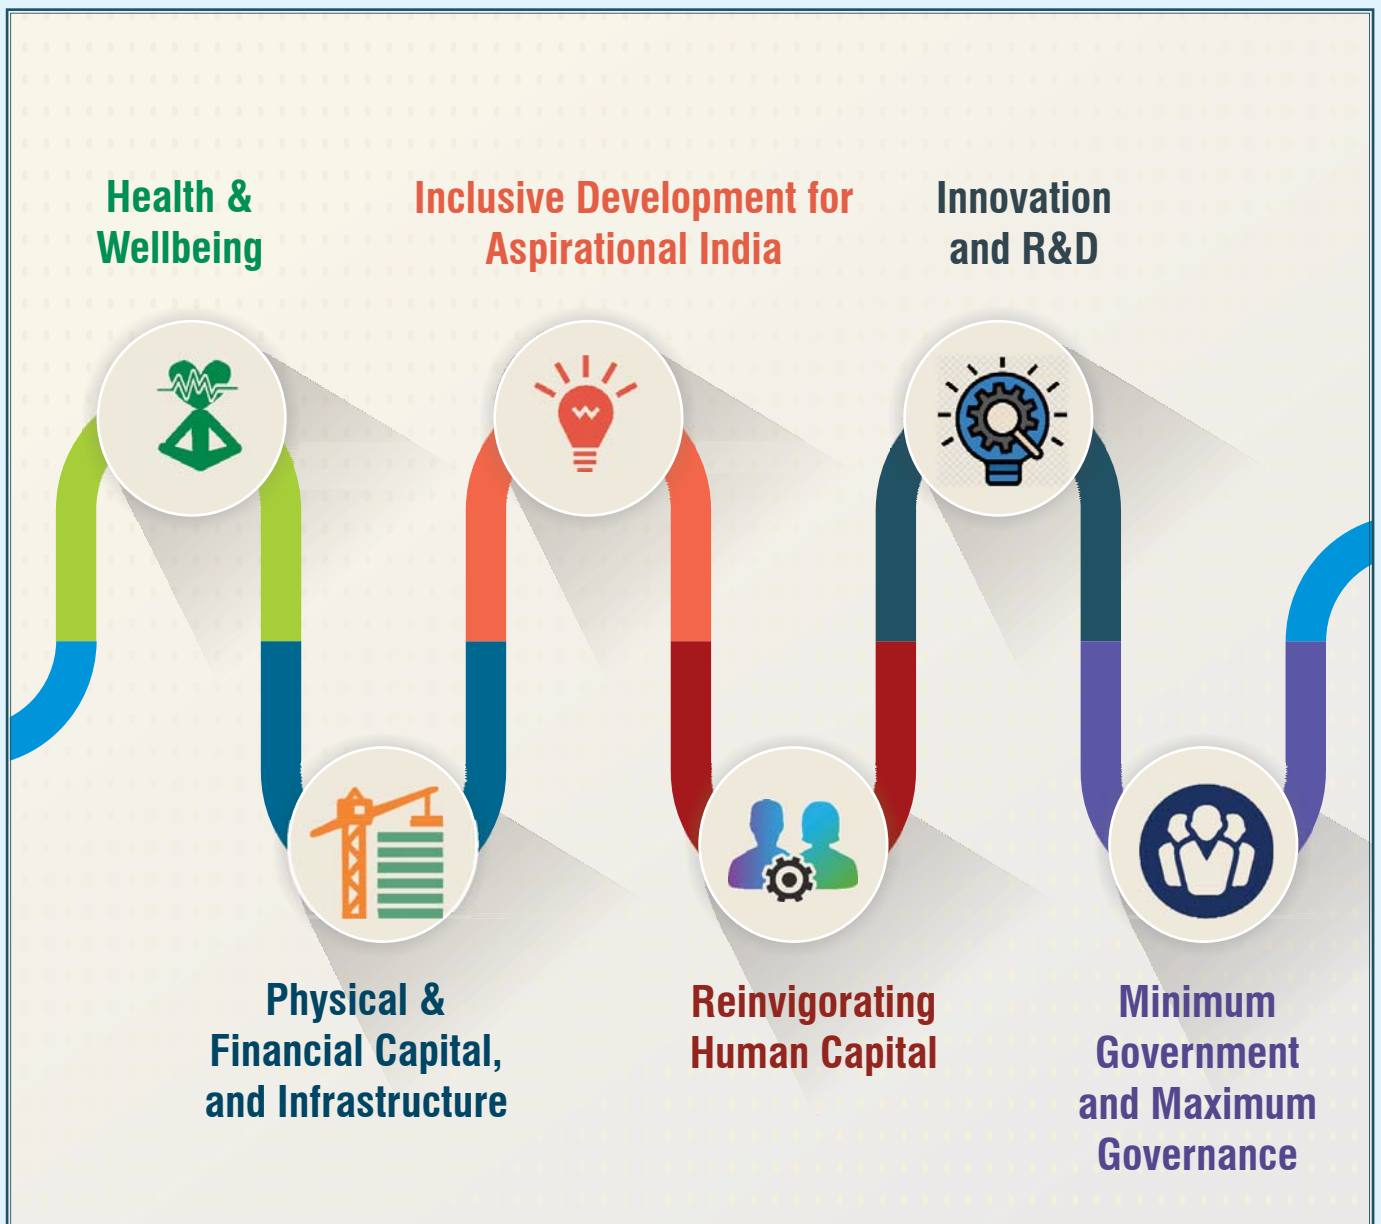 Health &
Wellbeing
Inclusive Development for
Aspirational India
Innovation
and R&D
Physical &
Financial Capital,
and Infrastructure
Reinvigorating
Human Capital
Minimum
Government
and Maximum
Governance